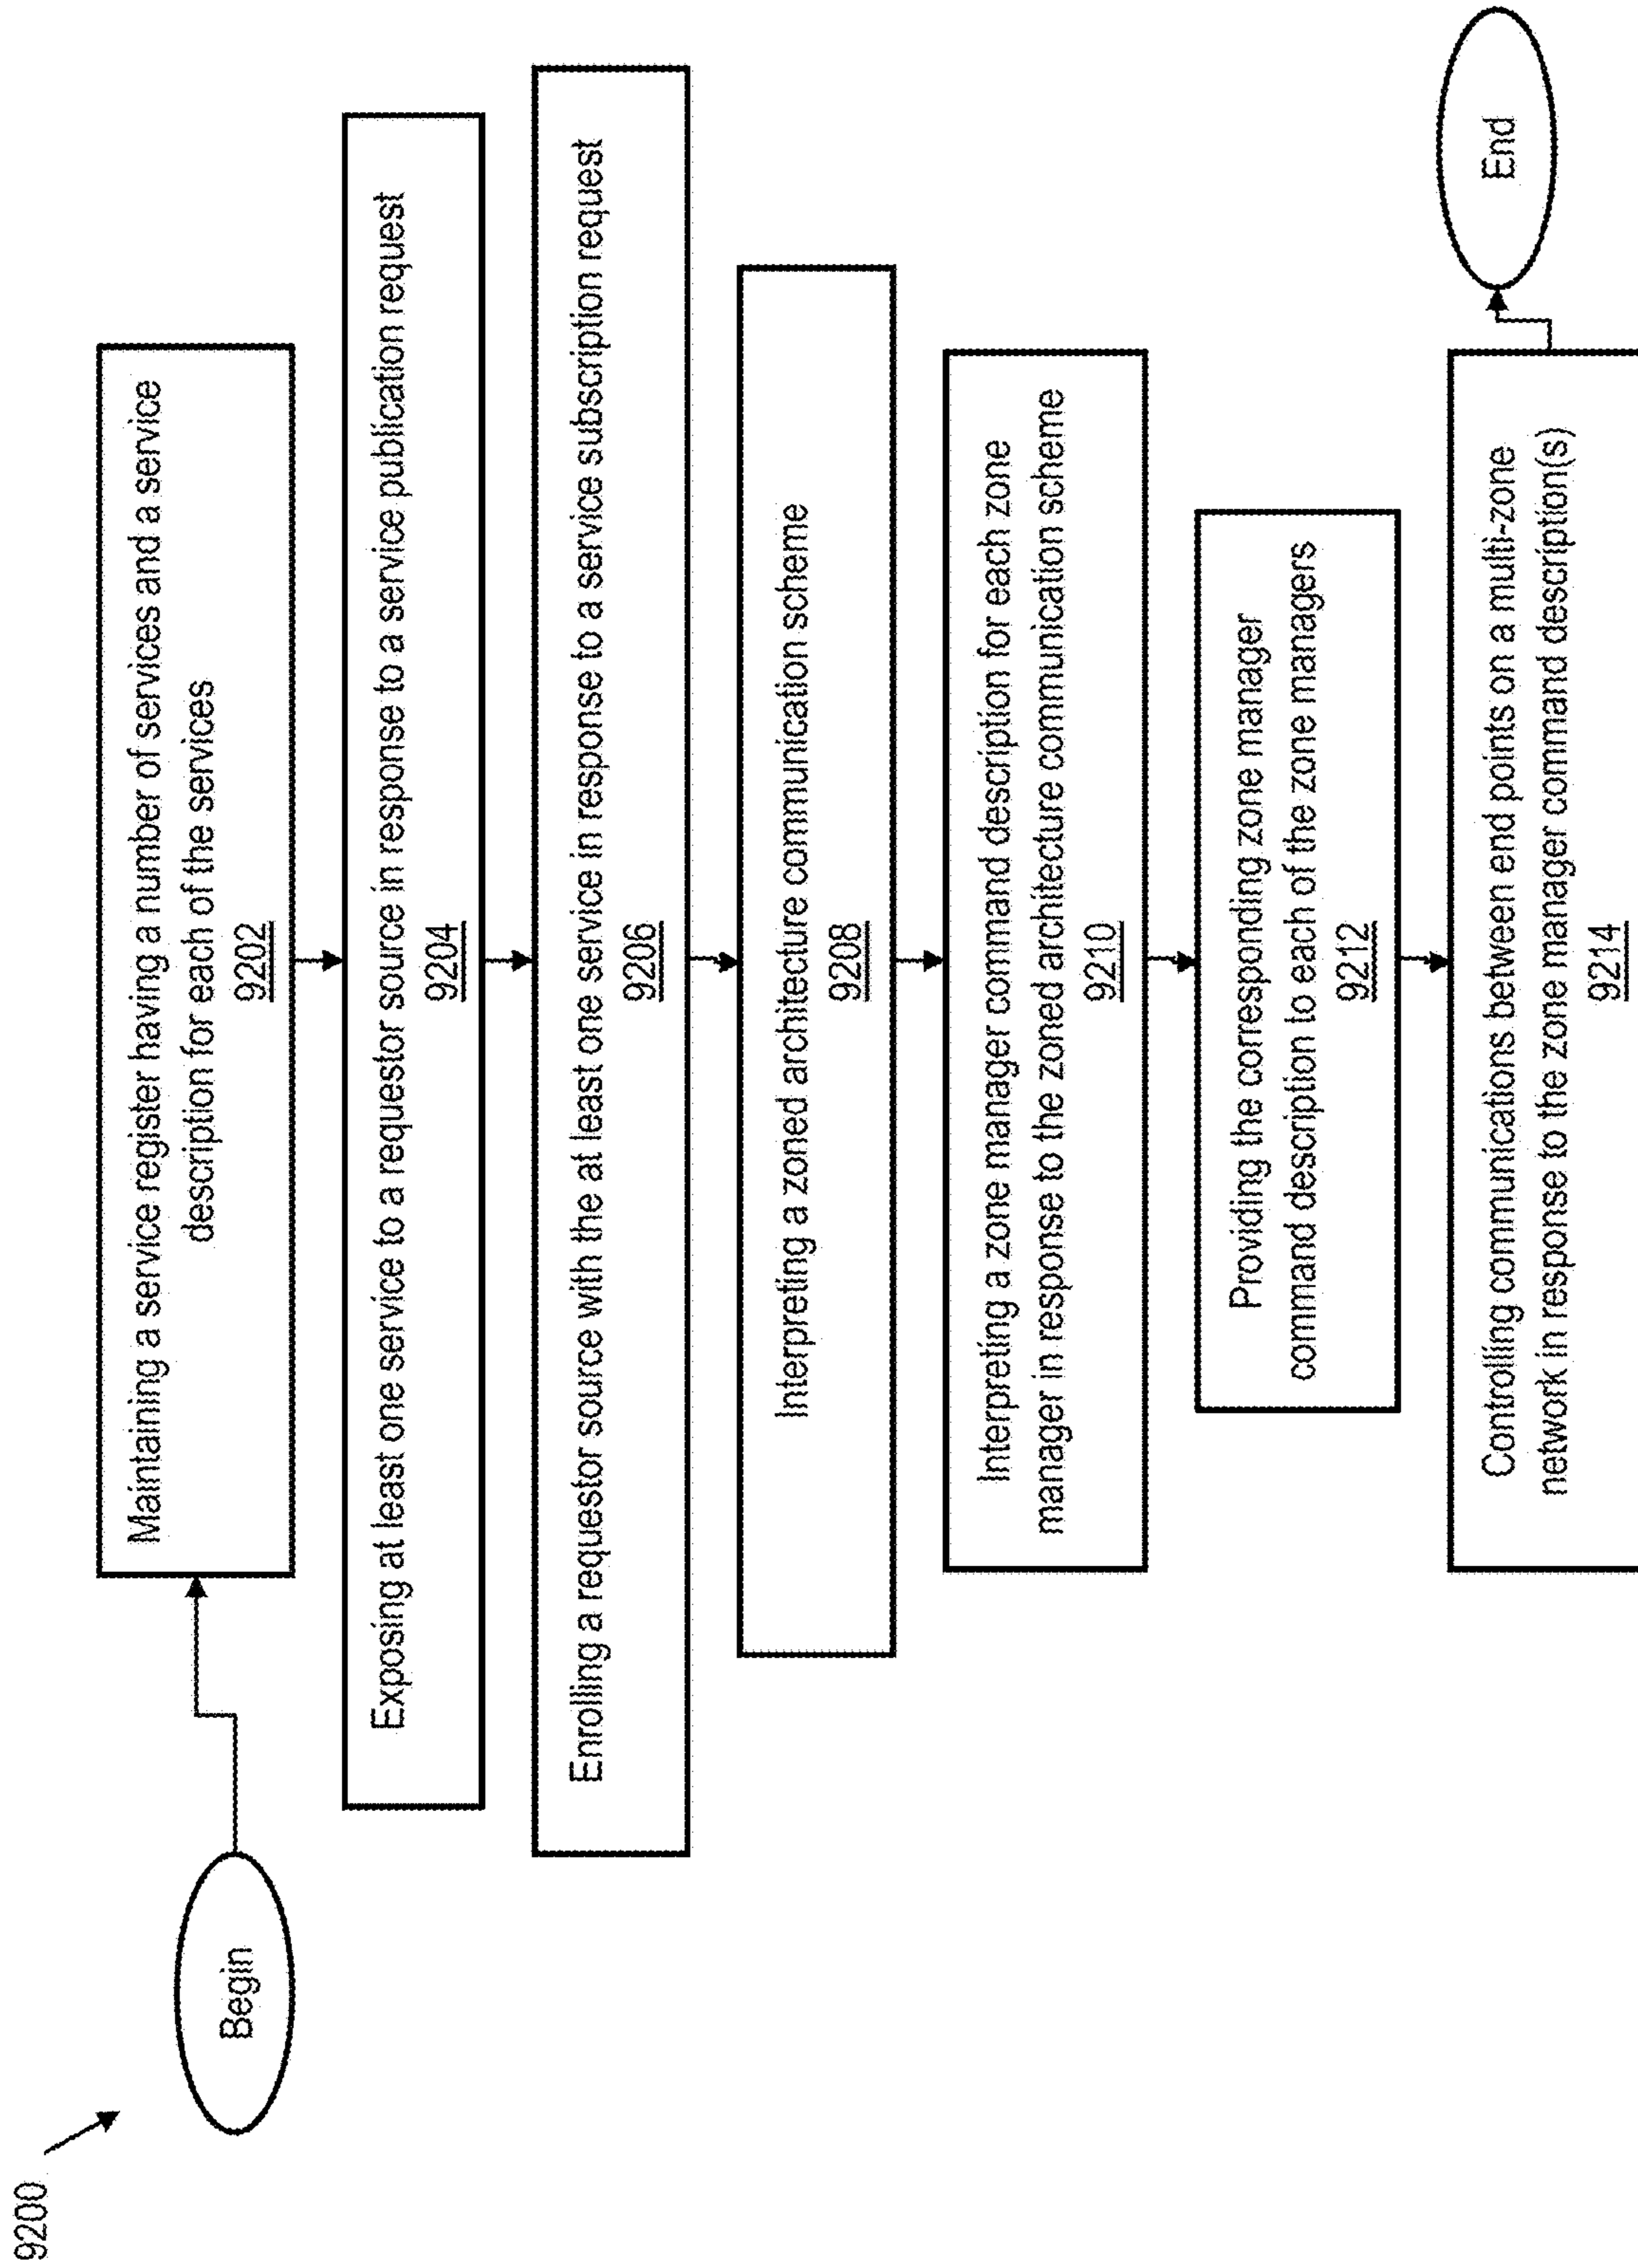 9200
Begin
Maintaining a service register having a number of services and a service
description for each of the services
9202
Exposing at least one service to a requestor source in response to a service publication request
9204
Enrolling a requestor source with the at least one service in response to a service subscription request
9206
Interpreting a zoned architecture communication scheme
9208
Interpreting a zone manager command description for each zone
manager in response to the zoned architecture communication scheme
9210
Providing the corresponding zone manager
command description to each of the zone managers
9212
Controlling communications between end points on a multi-zone
network in response to the zone manager command description(s)
9214
End